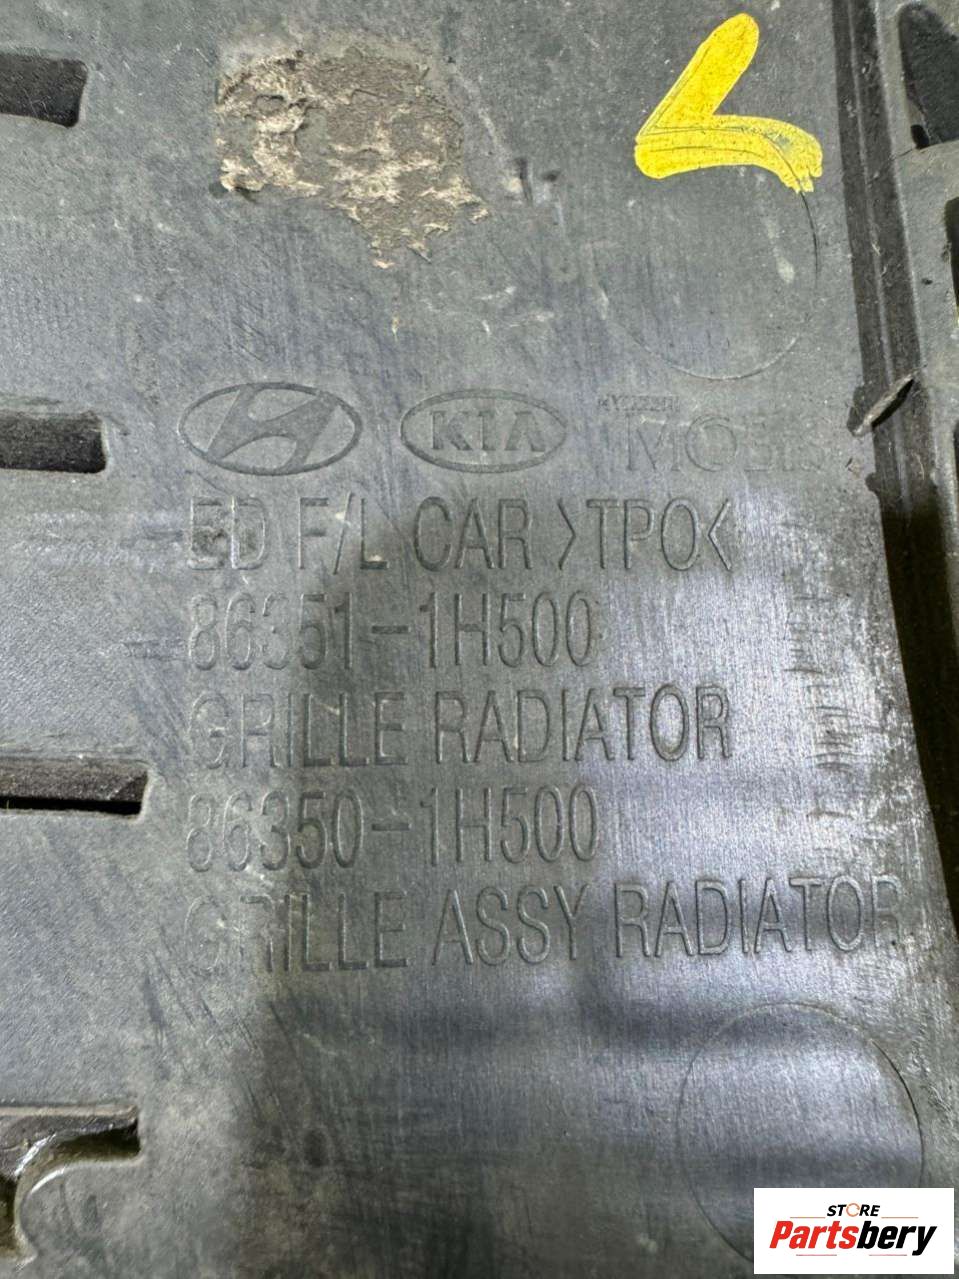 KIA
HYUNDAI
MOBIS
ED F/L CAR >TPO<
86351-1H500
GRILLE RADIATOR
86350-1H500
GRILLE ASSY RADIATOR
STORE
Partsbery